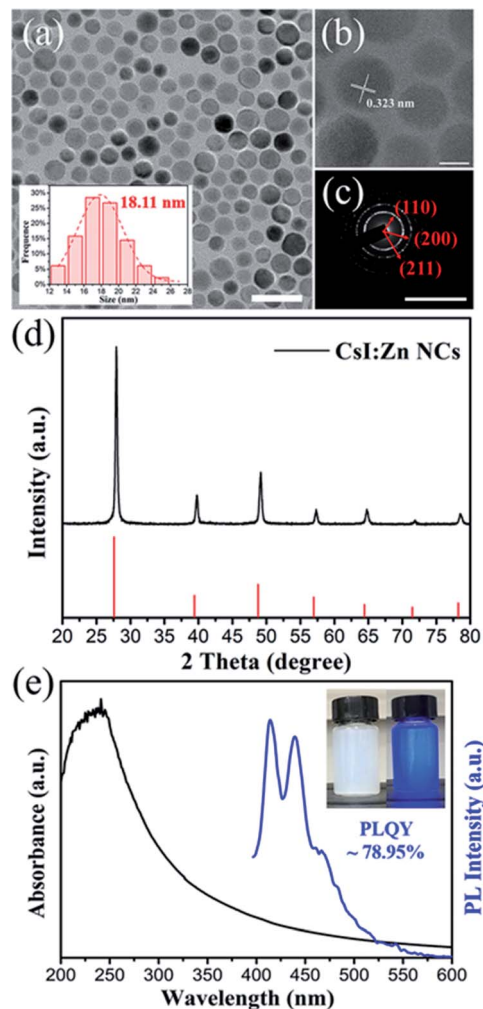 (a)
30%
25%
20%
15%
10%
5%
0%
Frequence
18.11 nm
12 14 16 18 20 22 24 26 28
Size (nm)
(b)
0.323 nm
(c)
(110)
(200)
(211)
(d)
CsI:Zn NCs
Intensity (a.u.)
20 25 30 35 40 45 50 55 60 65 70 75 80
2 Theta (degree)
(e)
Absorbance (a.u.)
PLQY
~ 78.95%
PL Intensity (a.u.)
200 250 300 350 400 450 500 550 600
Wavelength (nm)